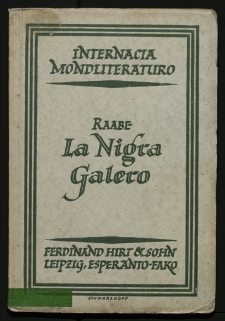 INTERNACIA
MONDLITERATURO
RAABE
La Nigra
Galero
FERDINAND HIRT & SOHN
LEIPZIG, ESPERANTO-FAKO